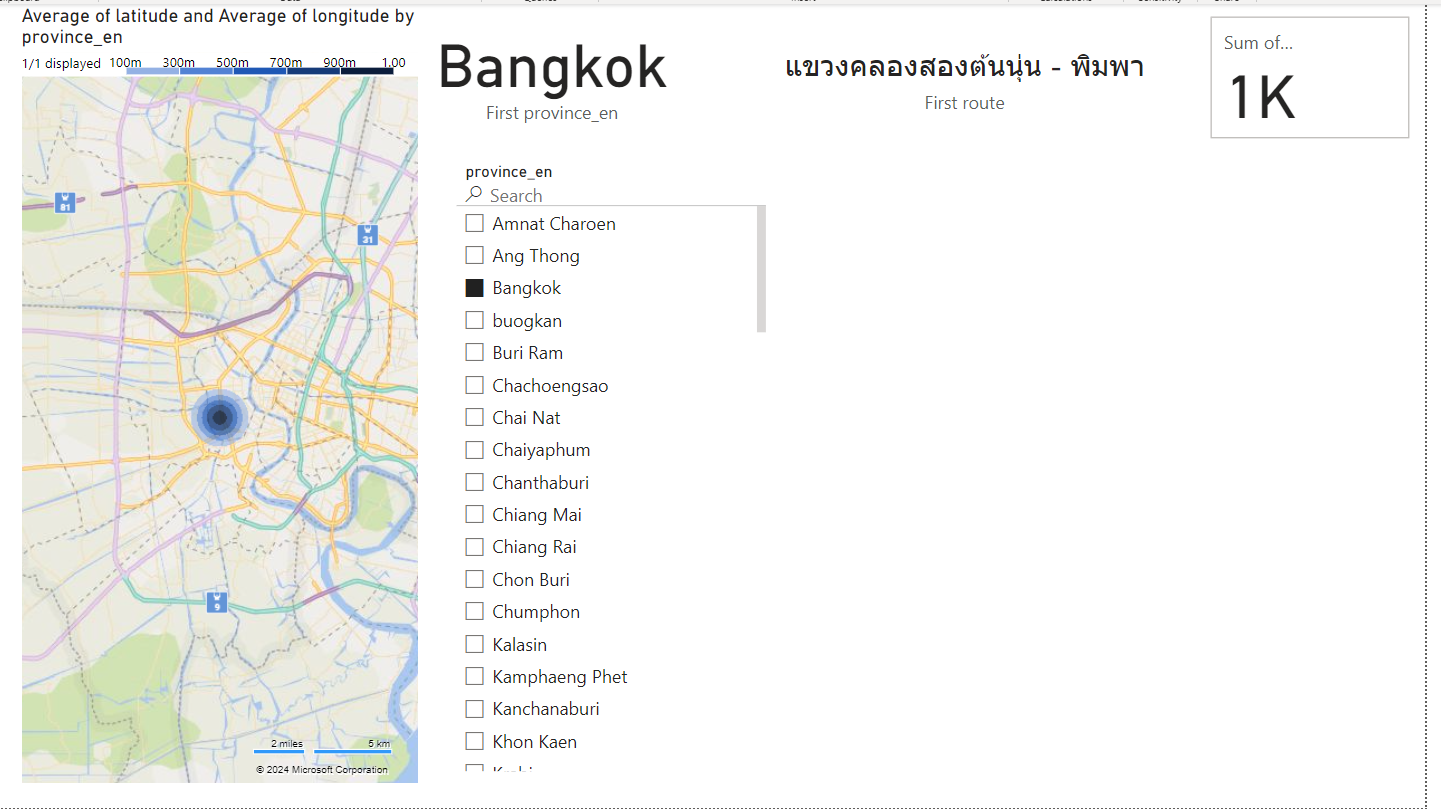 Average of latitude and Average of longitude by
province_en
1/1 displayed 100m 300m 500m 700m 900m 1.00
81
31
9
2 miles 5 km
© 2024 Microsoft Corporation
Bangkok
First province_en
แขวงคลองสองต้นนุ่น - พิมพา
First route
Sum of...
1K
province_en
Search
Amnat Charoen
Ang Thong
Bangkok
buogkan
Buri Ram
Chachoengsao
Chai Nat
Chaiyaphum
Chanthaburi
Chiang Mai
Chiang Rai
Chon Buri
Chumphon
Kalasin
Kamphaeng Phet
Kanchanaburi
Khon Kaen